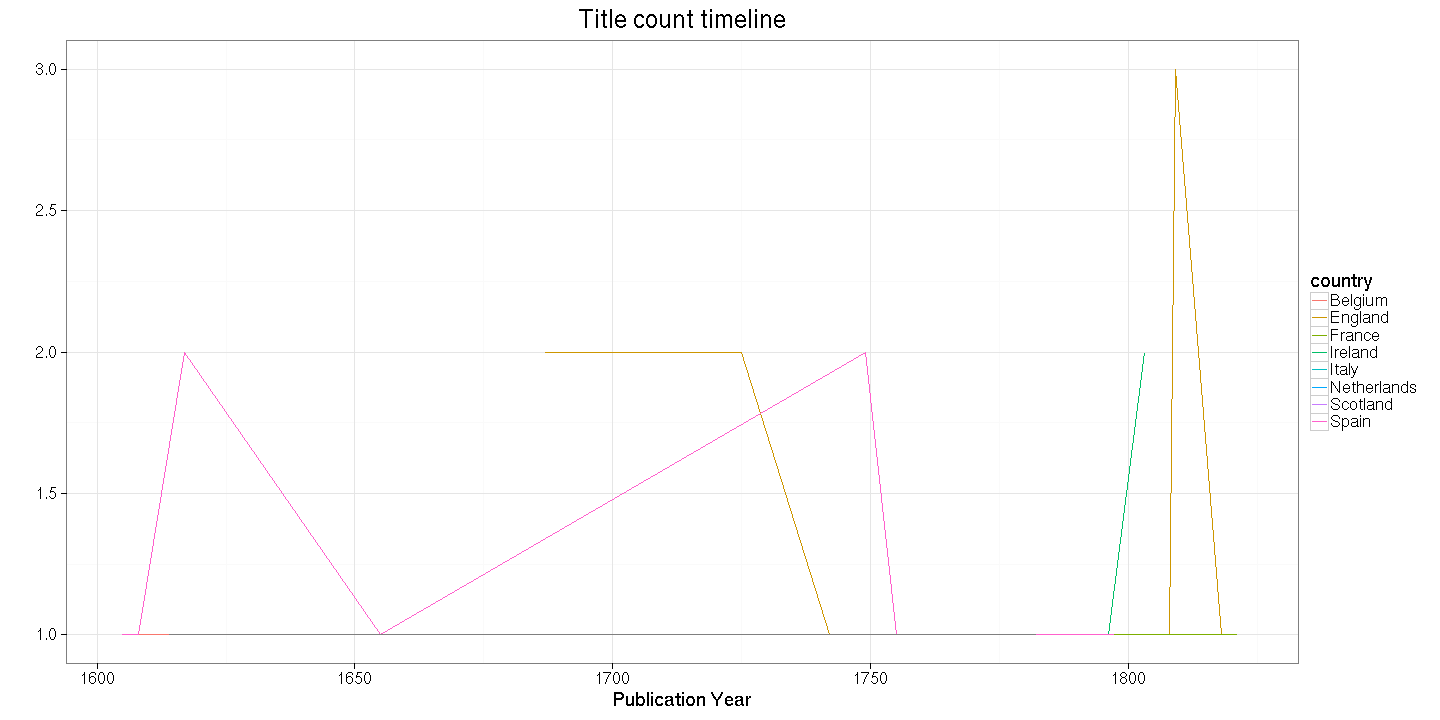 Title count timeline
3.0
2.5
2.0
1.5
1.0
1600
1650
1700
1750
1800
Publication Year
country
Belgium
England
France
Ireland
Italy
Netherlands
Scotland
Spain